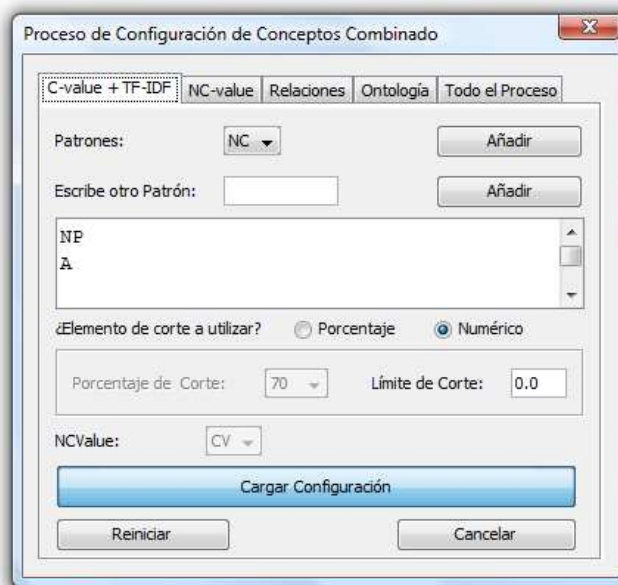 Proceso de Configuración de Conceptos Combinado
C-value + TF-IDF NC-value Relaciones Ontología Todo el Proceso
Patrones: NC Añadir
Escribe otro Patrón: Añadir
NP
A
¿Elemento de corte a utilizar? Porcentaje Numérico
Porcentaje de Corte: 70 Límite de Corte: 0.0
NCValue: CV
Cargar Configuración
Reiniciar Cancelar